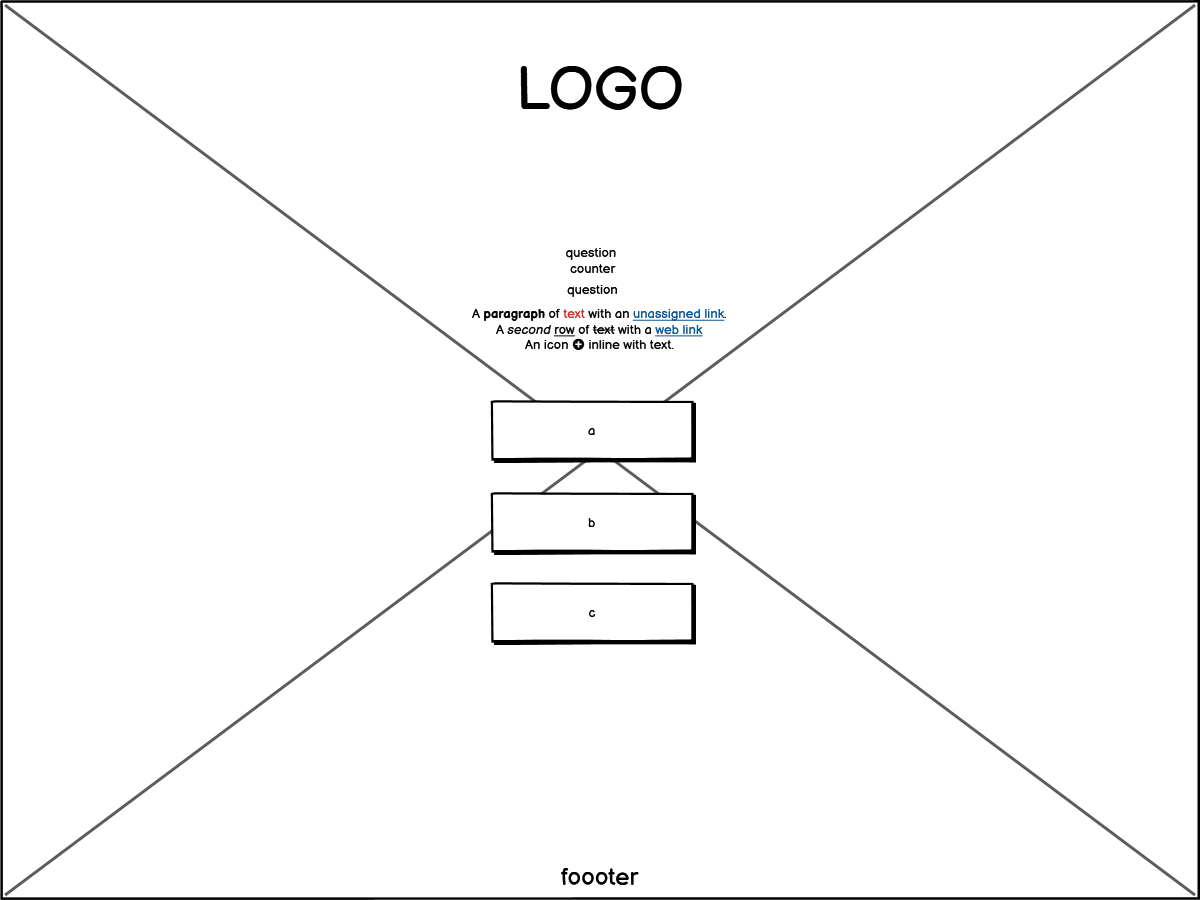 LOGO
question
counter
question
A paragraph of text with an unassigned link.
A second row of text with a web link
An icon inline with text.
a
b
c
foooter